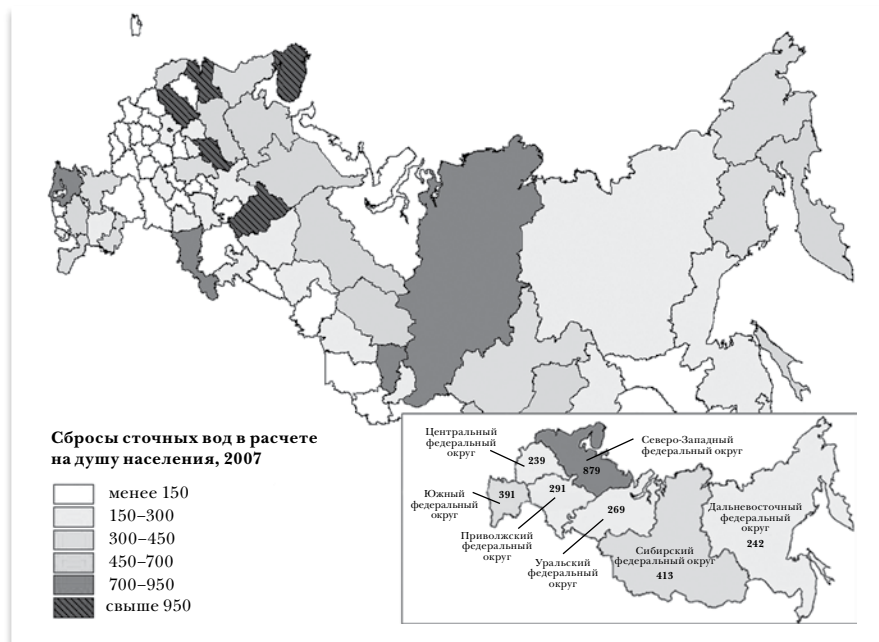 Сбросы сточных вод в расчете
на душу населения, 2007
менее 150
150–300
300–450
450–700
700–950
свыше 950
Центральный
федеральный
округ
239
Северо-Западный
федеральный округ
879
Южный
федеральный
округ
391
291
Приволжский
федеральный
округ
269
Уральский
федеральный
округ
Сибирский
федеральный округ
413
Дальневосточный
федеральный
округ
242